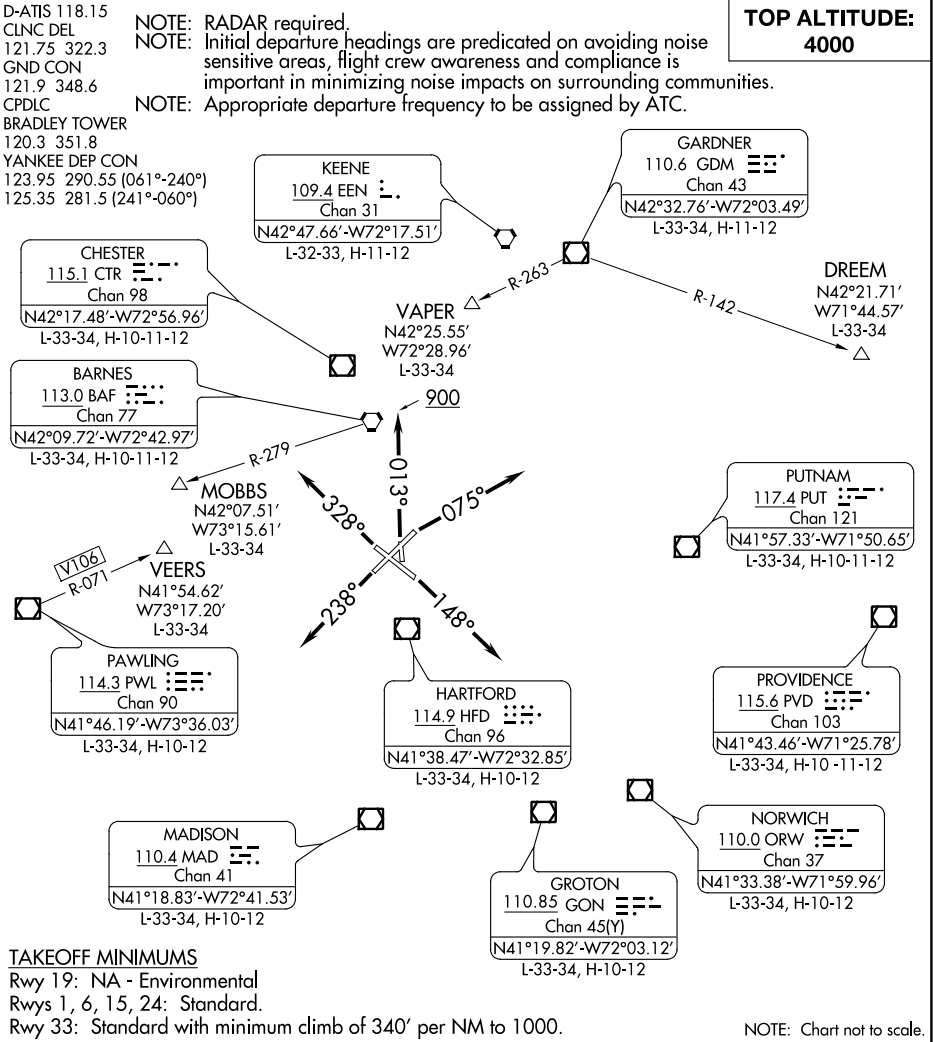 D-ATIS 118.15
CLNC DEL
121.75 322.3
GND CON
121.9 348.6
CPDLC
BRADLEY TOWER
120.3 351.8
YANKEE DEP CON
123.95 290.55 (061°-240°)
125.35 281.5 (241°-060°)
NOTE: RADAR required.
NOTE: Initial departure headings are predicated on avoiding noise
sensitive areas, flight crew awareness and compliance is
important in minimizing noise impacts on surrounding communities.
NOTE: Appropriate departure frequency to be assigned by ATC.
TOP ALTITUDE:
4000
KEENE
109.4 EEN
Chan 31
N42°47.66′-W72°17.51′
L-32-33, H-11-12
GARDNER
110.6 GDM
Chan 43
N42°32.76′-W72°03.49′
L-33-34, H-11-12
CHESTER
115.1 CTR
Chan 98
N42°17.48′-W72°56.96′
L-33-34, H-10-11-12
R-263
R-142
DREEM
N42°21.71′
W71°44.57′
L-33-34
VAPER
N42°25.55′
W72°28.96′
L-33-34
BARNES
113.0 BAF
Chan 77
N42°09.72′-W72°42.97′
L-33-34, H-10-11-12
900
R-279
MOBBS
N42°07.51′
W73°15.61′
L-33-34
013°
328°
075°
238°
148°
PUTNAM
117.4 PUT
Chan 121
N41°57.33′-W71°50.65′
L-33-34, H-10-11-12
V106
R-071
VEERS
N41°54.62′
W73°17.20′
L-33-34
PAWLING
114.3 PWL
Chan 90
N41°46.19′-W73°36.03′
L-33-34, H-10-12
HARTFORD
114.9 HFD
Chan 96
N41°38.47′-W72°32.85′
L-33-34, H-10-12
PROVIDENCE
115.6 PVD
Chan 103
N41°43.46′-W71°25.78′
L-33-34, H-10 -11-12
MADISON
110.4 MAD
Chan 41
N41°18.83′-W72°41.53′
L-33-34, H-10-12
GROTON
110.85 GON
Chan 45(Y)
N41°19.82′-W72°03.12′
L-33-34, H-10-12
NORWICH
110.0 ORW
Chan 37
N41°33.38′-W71°59.96′
L-33-34, H-10-12
TAKEOFF MINIMUMS
Rwy 19: NA - Environmental
Rwys 1, 6, 15, 24: Standard.
Rwy 33: Standard with minimum climb of 340′ per NM to 1000.
NOTE: Chart not to scale.